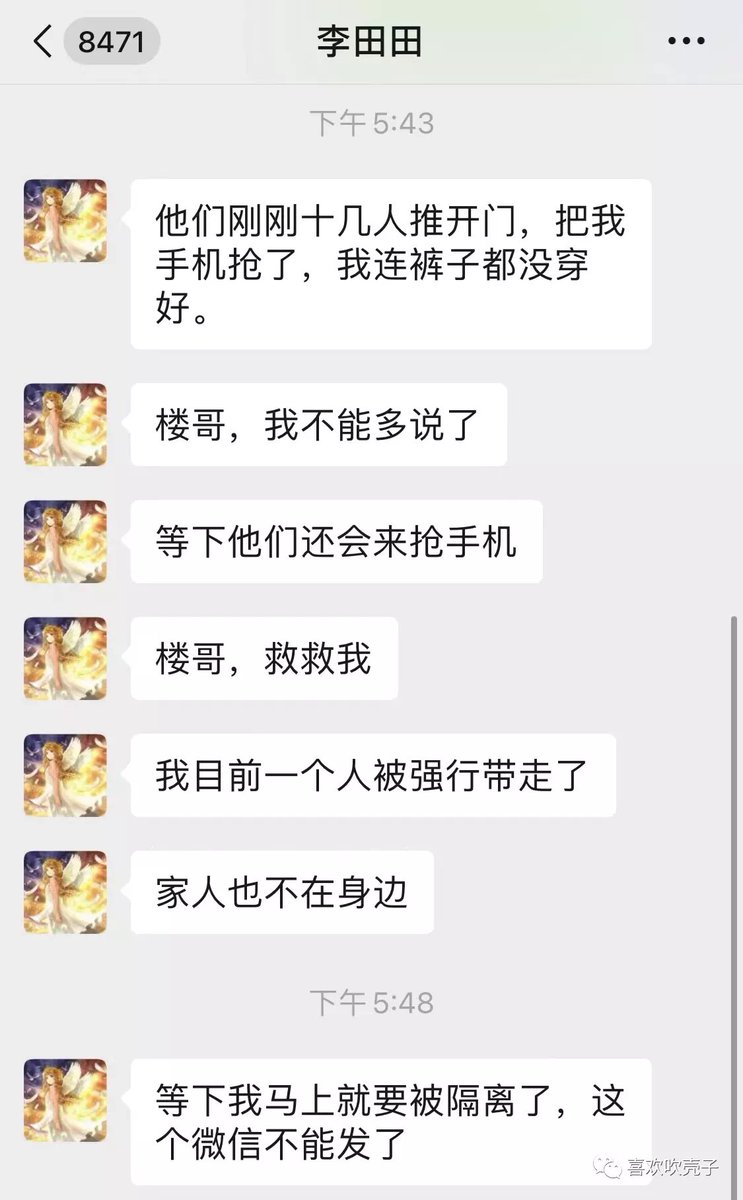 8471
李田田
下午 5:43
他们刚刚十几人推开门，把我
手机抢了，我连裤子都没穿
好。
楼哥，我不能多说了
等下他们还会来抢手机
楼哥，救救我
我目前一个人被强行带走了
家人也不在身边
下午 5:48
等下我马上就要被隔离了，这
个微信不能发了
喜欢吹壳子